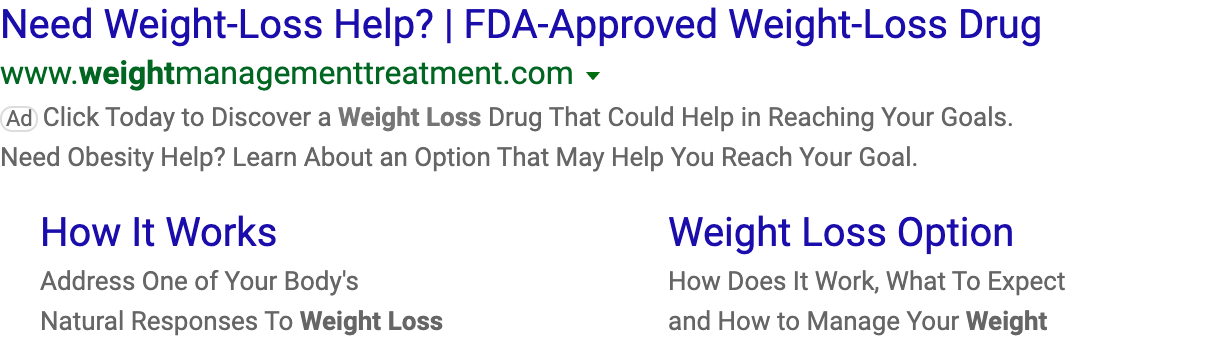 Need Weight-Loss Help? | FDA-Approved Weight-Loss Drug
www.weightmanagementtreatment.com
Ad Click Today to Discover a Weight Loss Drug That Could Help in Reaching Your Goals.
Need Obesity Help? Learn About an Option That May Help You Reach Your Goal.
How It Works
Address One of Your Body's
Natural Responses To Weight Loss
Weight Loss Option
How Does It Work, What To Expect
and How to Manage Your Weight